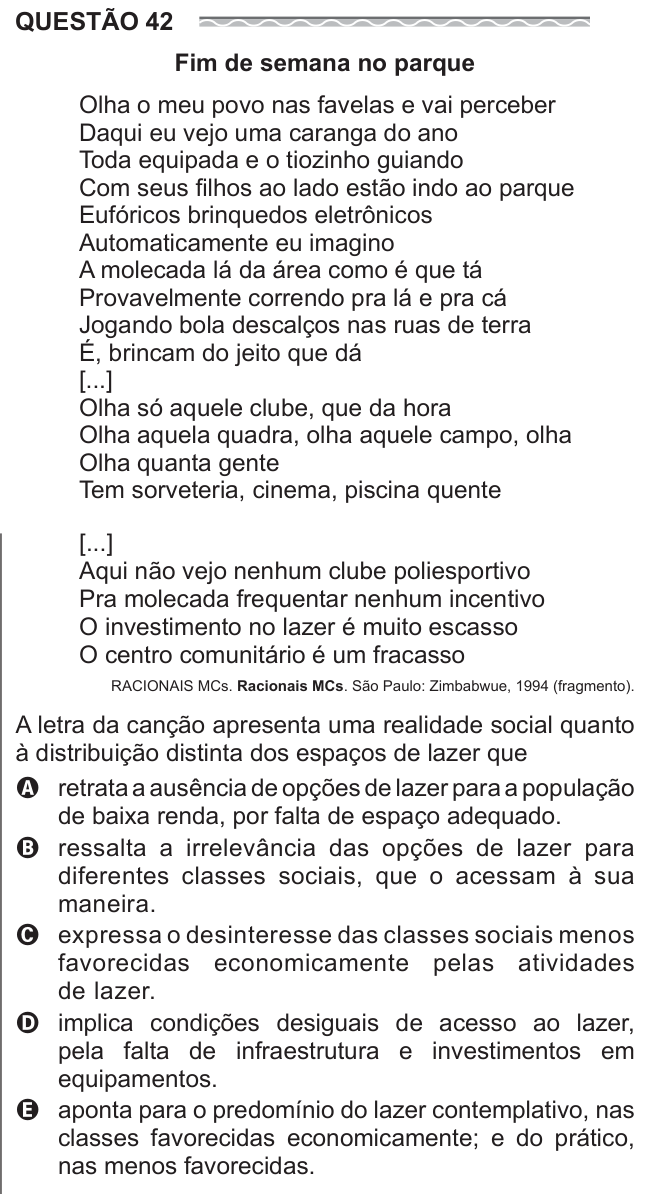 QUESTÃO 42
Fim de semana no parque
Olha o meu povo nas favelas e vai perceber
Daqui eu vejo uma caranga do ano
Toda equipada e o tiozinho guiando
Com seus filhos ao lado estão indo ao parque
Eufóricos brinquedos eletrônicos
Automaticamente eu imagino
A molecada lá da área como é que tá
Provavelmente correndo pra lá e pra cá
Jogando bola descalços nas ruas de terra
É, brincam do jeito que dá
[...]
Olha só aquele clube, que da hora
Olha aquela quadra, olha aquele campo, olha
Olha quanta gente
Tem sorveteria, cinema, piscina quente
[...]
Aqui não vejo nenhum clube poliesportivo
Pra molecada frequentar nenhum incentivo
O investimento no lazer é muito escasso
O centro comunitário é um fracasso
RACIONAIS MCs. Racionais MCs. São Paulo: Zimbabwue, 1994 (fragmento).
A letra da canção apresenta uma realidade social quanto
à distribuição distinta dos espaços de lazer que
A retrata a ausência de opções de lazer para a população
de baixa renda, por falta de espaço adequado.
B ressalta a irrelevância das opções de lazer para
diferentes classes sociais, que o acessam à sua
maneira.
C expressa o desinteresse das classes sociais menos
favorecidas economicamente pelas atividades
de lazer.
D implica condições desiguais de acesso ao lazer,
pela falta de infraestrutura e investimentos em
equipamentos.
E aponta para o predomínio do lazer contemplativo, nas
classes favorecidas economicamente; e do prático,
nas menos favorecidas.